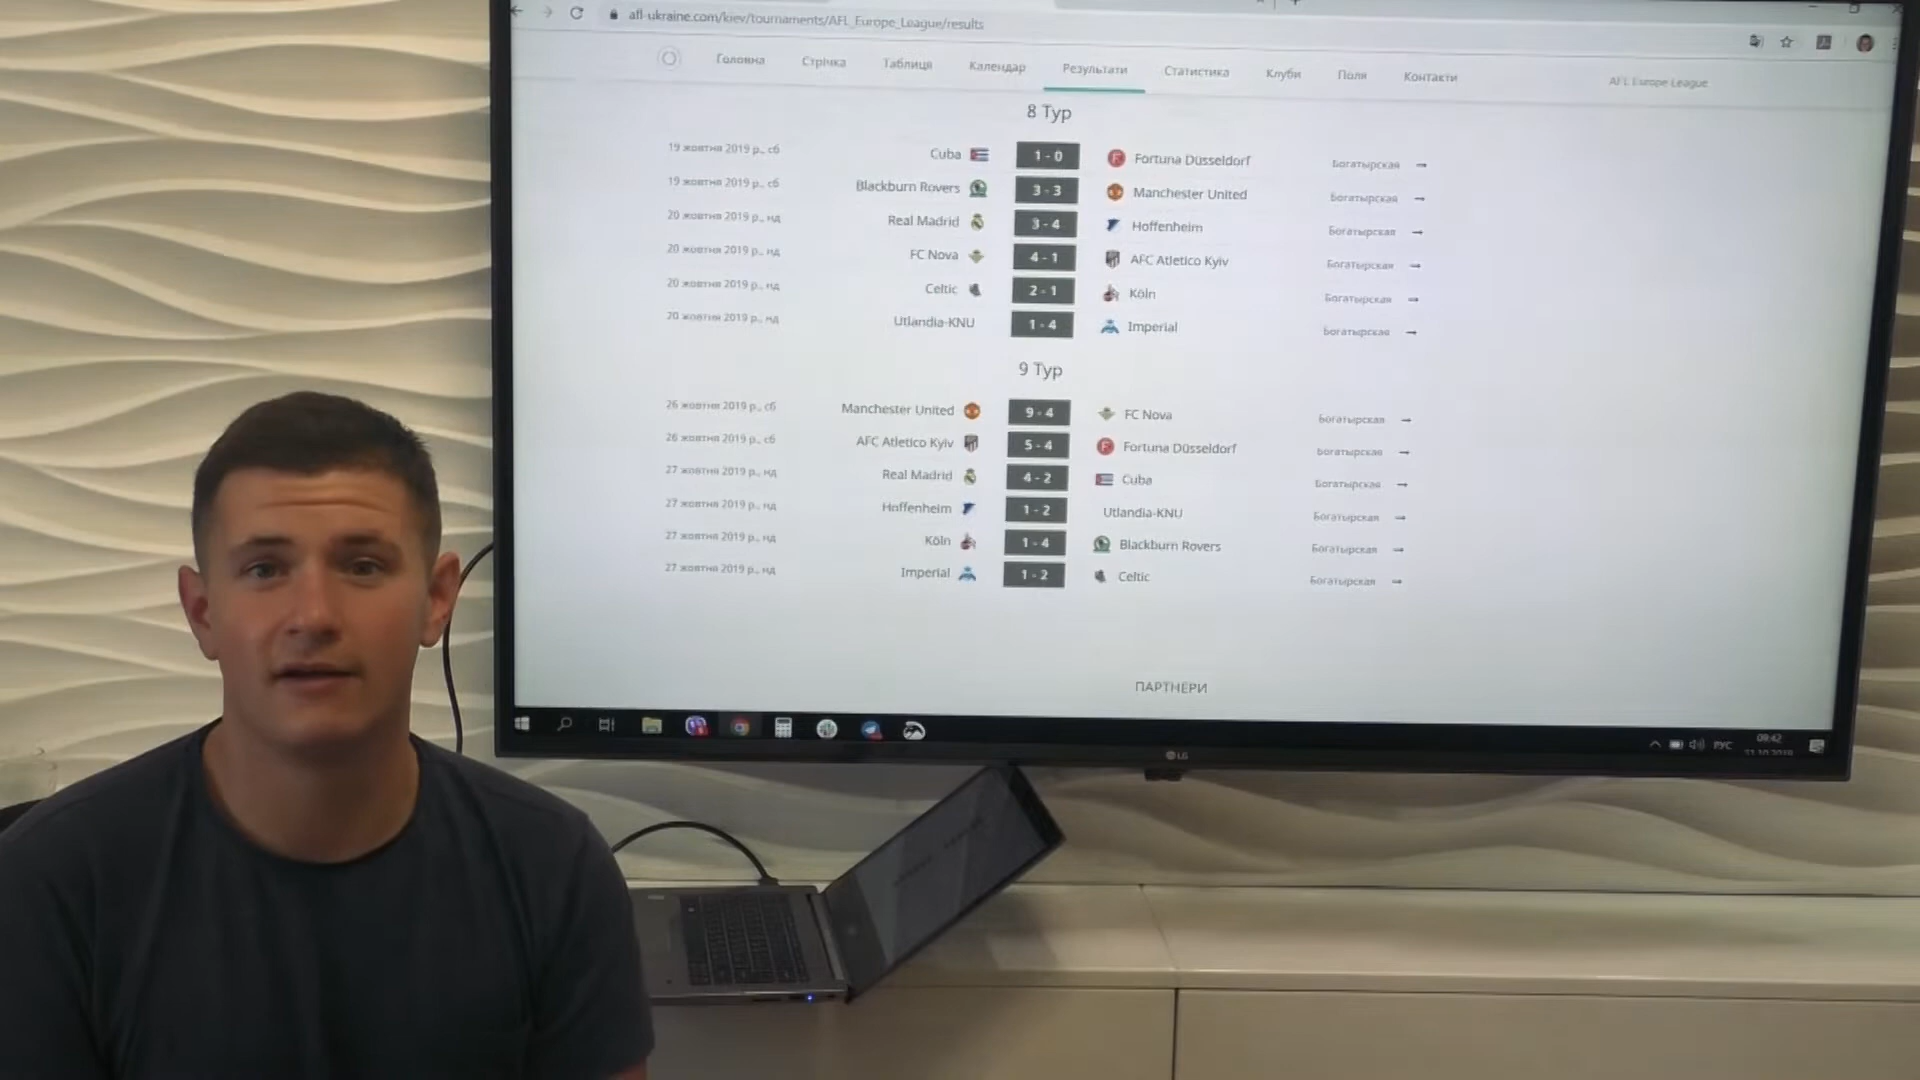 afl-ukraine.com/kiev/tournaments/AFL_Europe_League/results
Головна Стрічка Таблиця Календар Результати Статистика Клуби Поля Контакти AFL Europe League
8 Тур
19 жовтня 2019 р., сб Cuba 1 - 0 Fortuna Düsseldorf Богатырская →
19 жовтня 2019 р., сб Blackburn Rovers 3 - 3 Manchester United Богатырская →
20 жовтня 2019 р., нд Real Madrid 3 - 4 Hoffenheim Богатырская →
20 жовтня 2019 р., нд FC Nova 4 - 1 AFC Atletico Kyiv Богатырская →
20 жовтня 2019 р., нд Celtic 2 - 1 Köln Богатырская →
20 жовтня 2019 р., нд Utlandia-KNU 1 - 4 Imperial Богатырская →
9 Тур
26 жовтня 2019 р., сб Manchester United 9 - 4 FC Nova Богатырская →
26 жовтня 2019 р., сб AFC Atletico Kyiv 5 - 4 Fortuna Düsseldorf Богатырская →
27 жовтня 2019 р., нд Real Madrid 4 - 2 Cuba Богатырская →
27 жовтня 2019 р., нд Hoffenheim 1 - 2 Utlandia-KNU Богатырская →
27 жовтня 2019 р., нд Köln 1 - 4 Blackburn Rovers Богатырская →
27 жовтня 2019 р., нд Imperial 1 - 2 Celtic Богатырская →
ПАРТНЕРИ
РУС 09:42
LG